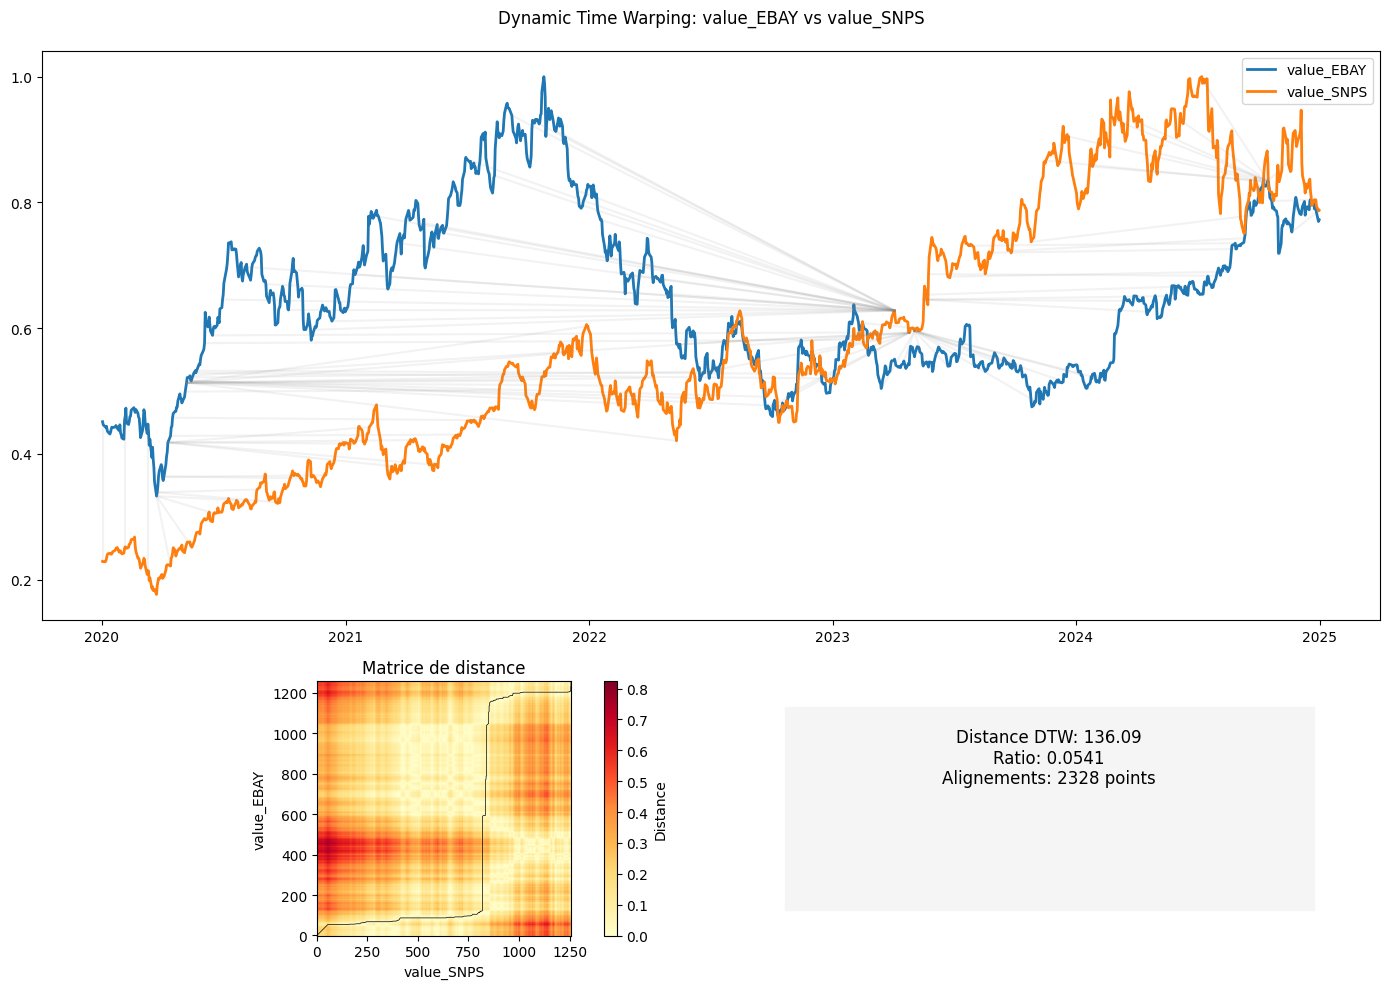 Dynamic Time Warping: value_EBAY vs value_SNPS
value_EBAY
value_SNPS
1.0
0.8
0.6
0.4
0.2
2020 2021 2022 2023 2024 2025
Matrice de distance
value_EBAY
1200
1000
800
600
400
200
0
0 250 500 750 1000 1250
value_SNPS
0.8
0.7
0.6
0.5
0.4
0.3
0.2
0.1
0.0
Distance
Distance DTW: 136.09
Ratio: 0.0541
Alignements: 2328 points